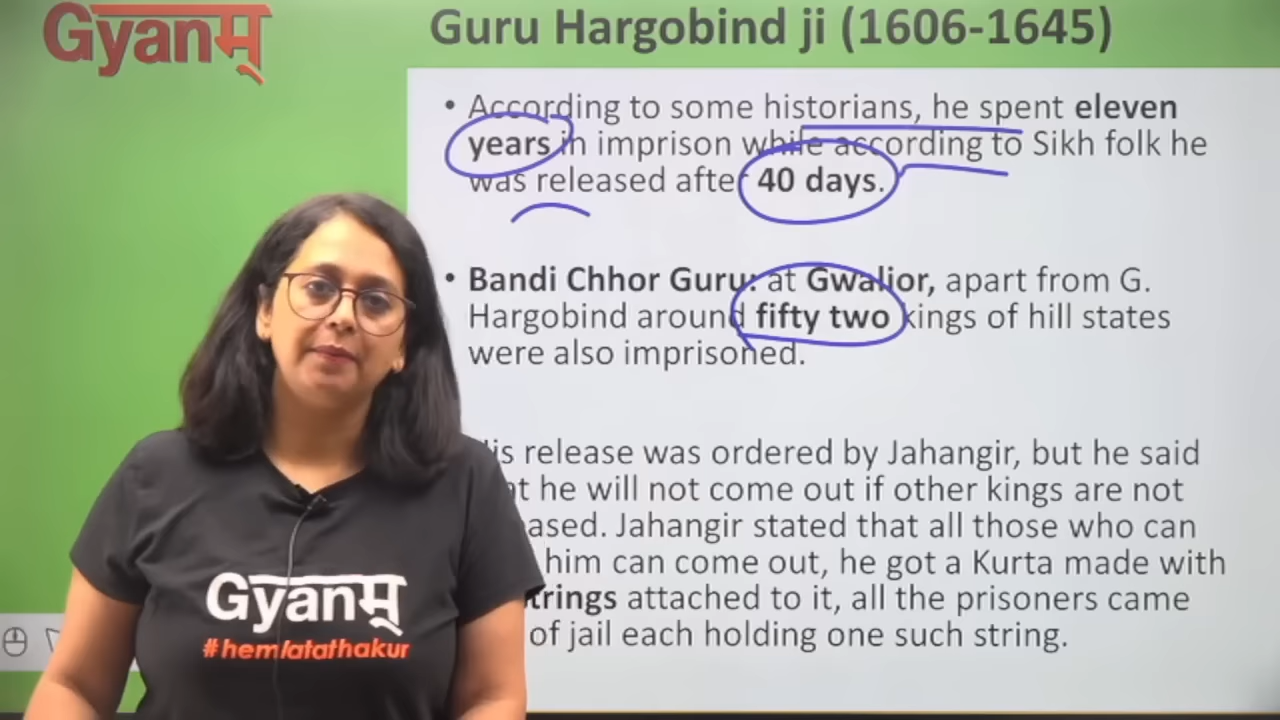 Gyanम्
Guru Hargobind ji (1606-1645)
• According to some historians, he spent eleven
years in imprison while according to Sikh folk he
was released after 40 days.
• Bandi Chhor Guru: at Gwalior, apart from G.
Hargobind around fifty two kings of hill states
were also imprisoned.
is release was ordered by Jahangir, but he said
t he will not come out if other kings are not
ased. Jahangir stated that all those who can
him can come out, he got a Kurta made with
trings attached to it, all the prisoners came
of jail each holding one such string.
Gyanम्
#hemlatathakur